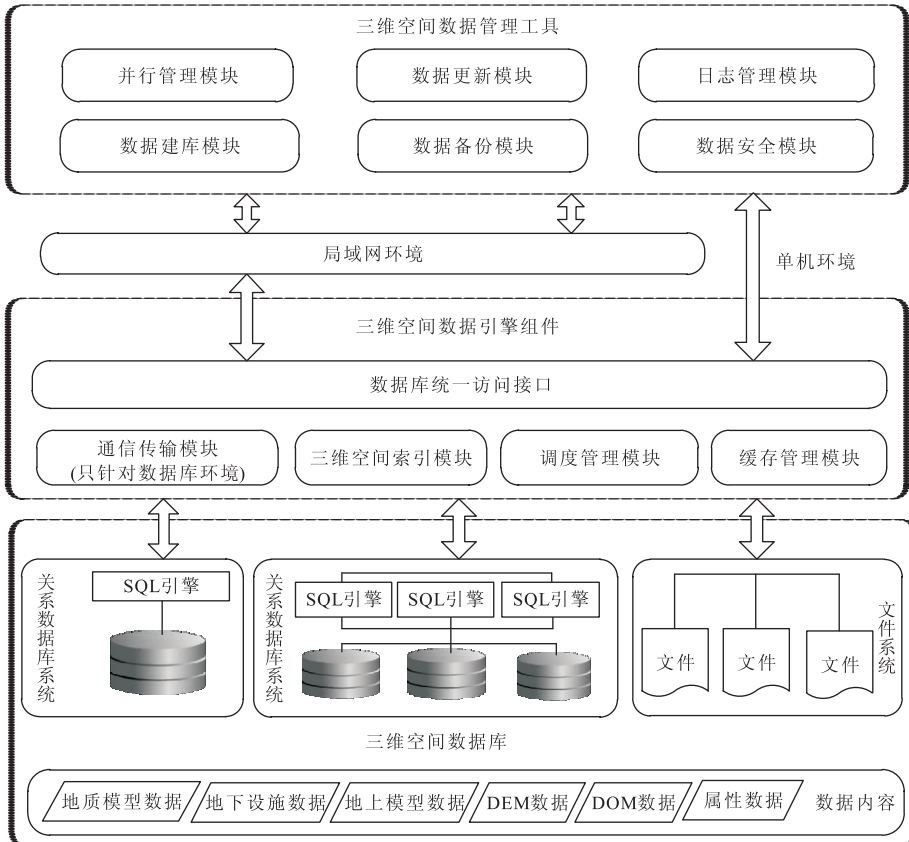 三维空间数据管理工具
并行管理模块
数据更新模块
日志管理模块
数据建库模块
数据备份模块
数据安全模块
局域网环境
单机环境
三维空间数据引擎组件
数据库统一访问接口
通信传输模块
(只针对数据库环境)
三维空间索引模块
调度管理模块
缓存管理模块
关系数据库系统
SQL引擎
关系数据库系统
SQL引擎
SQL引擎
SQL引擎
文件
文件
文件
文件系统
三维空间数据库
地质模型数据
地下设施数据
地上模型数据
DEM数据
DOM数据
属性数据
数据内容